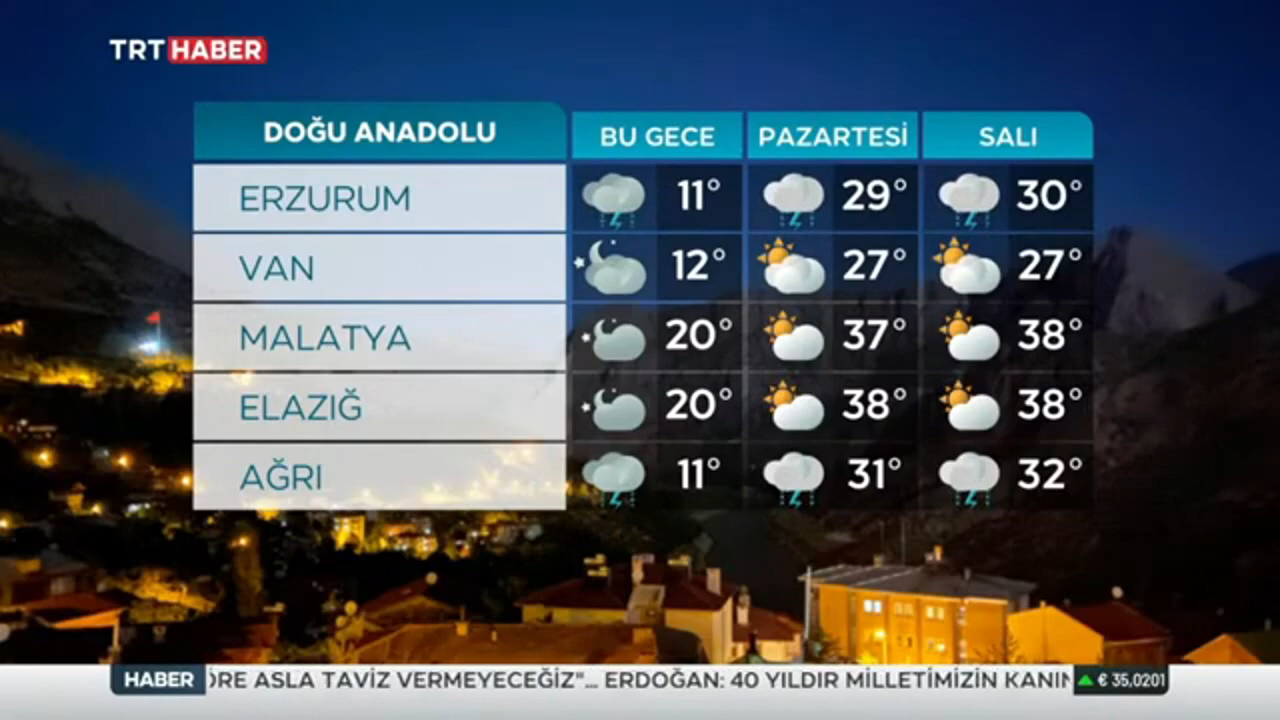 TRT HABER
DOĞU ANADOLU BU GECE PAZARTESİ SALI
ERZURUM 11° 29° 30°
VAN 12° 27° 27°
MALATYA 20° 37° 38°
ELAZIĞ 20° 38° 38°
AĞRI 11° 31° 32°
HABER ÖRE ASLA TAVİZ VERMEYECEĞİZ"... ERDOĞAN: 40 YILDIR MİLLETİMİZİN KANIN € 35,0201